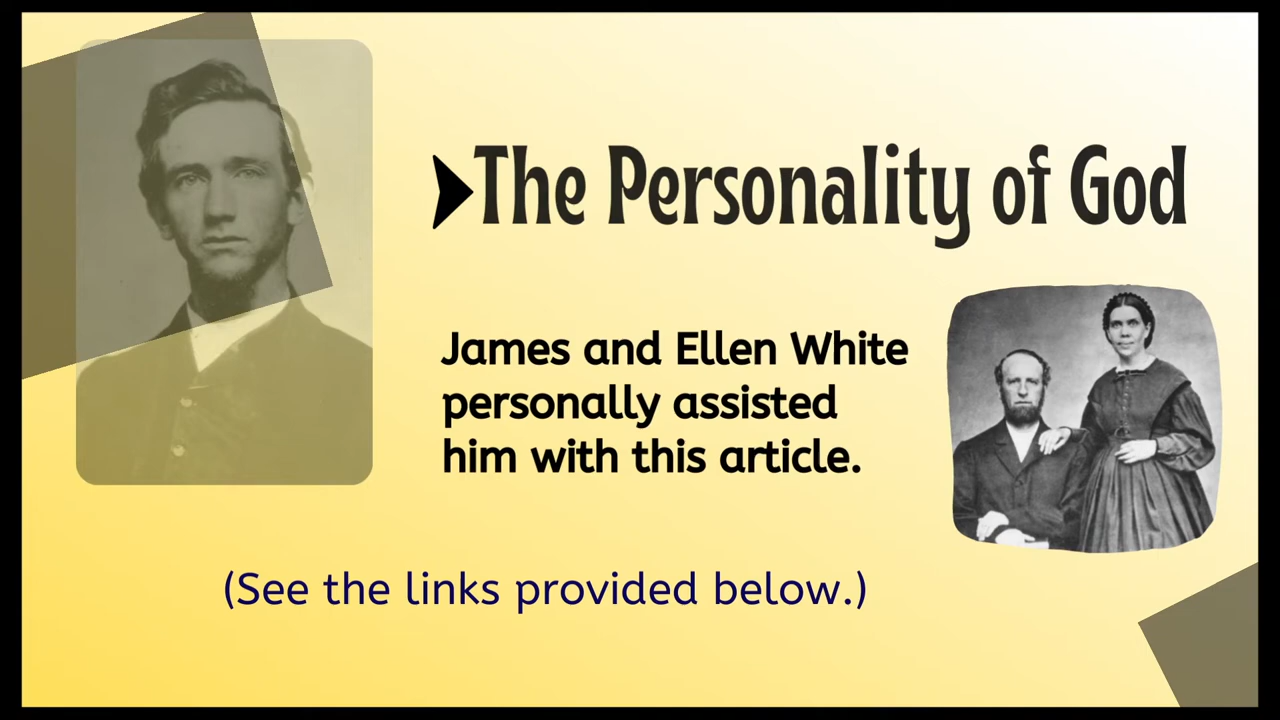 The Personality of God
James and Ellen White
personally assisted
him with this article.
(See the links provided below.)